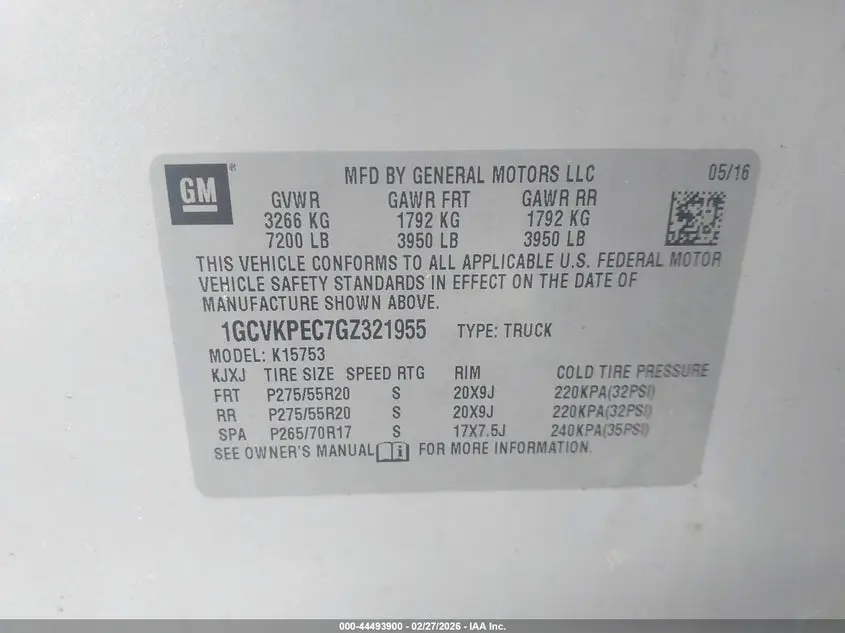 GM
MFD BY GENERAL MOTORS LLC 05/16
GVWR GAWR FRT GAWR RR
3266 KG 1792 KG 1792 KG
7200 LB 3950 LB 3950 LB
THIS VEHICLE CONFORMS TO ALL APPLICABLE U.S. FEDERAL MOTOR
VEHICLE SAFETY STANDARDS IN EFFECT ON THE DATE OF
MANUFACTURE SHOWN ABOVE.
1GCVKPEC7GZ321955 TYPE: TRUCK
MODEL: K15753
KJXJ TIRE SIZE SPEED RTG RIM COLD TIRE PRESSURE
FRT P275/55R20 S 20X9J 220KPA(32PSI)
RR P275/55R20 S 20X9J 220KPA(32PSI)
SPA P265/70R17 S 17X7.5J 240KPA(35PSI)
SEE OWNER'S MANUAL i FOR MORE INFORMATION.
000-44493900 - 02/27/2026 - IAA Inc.